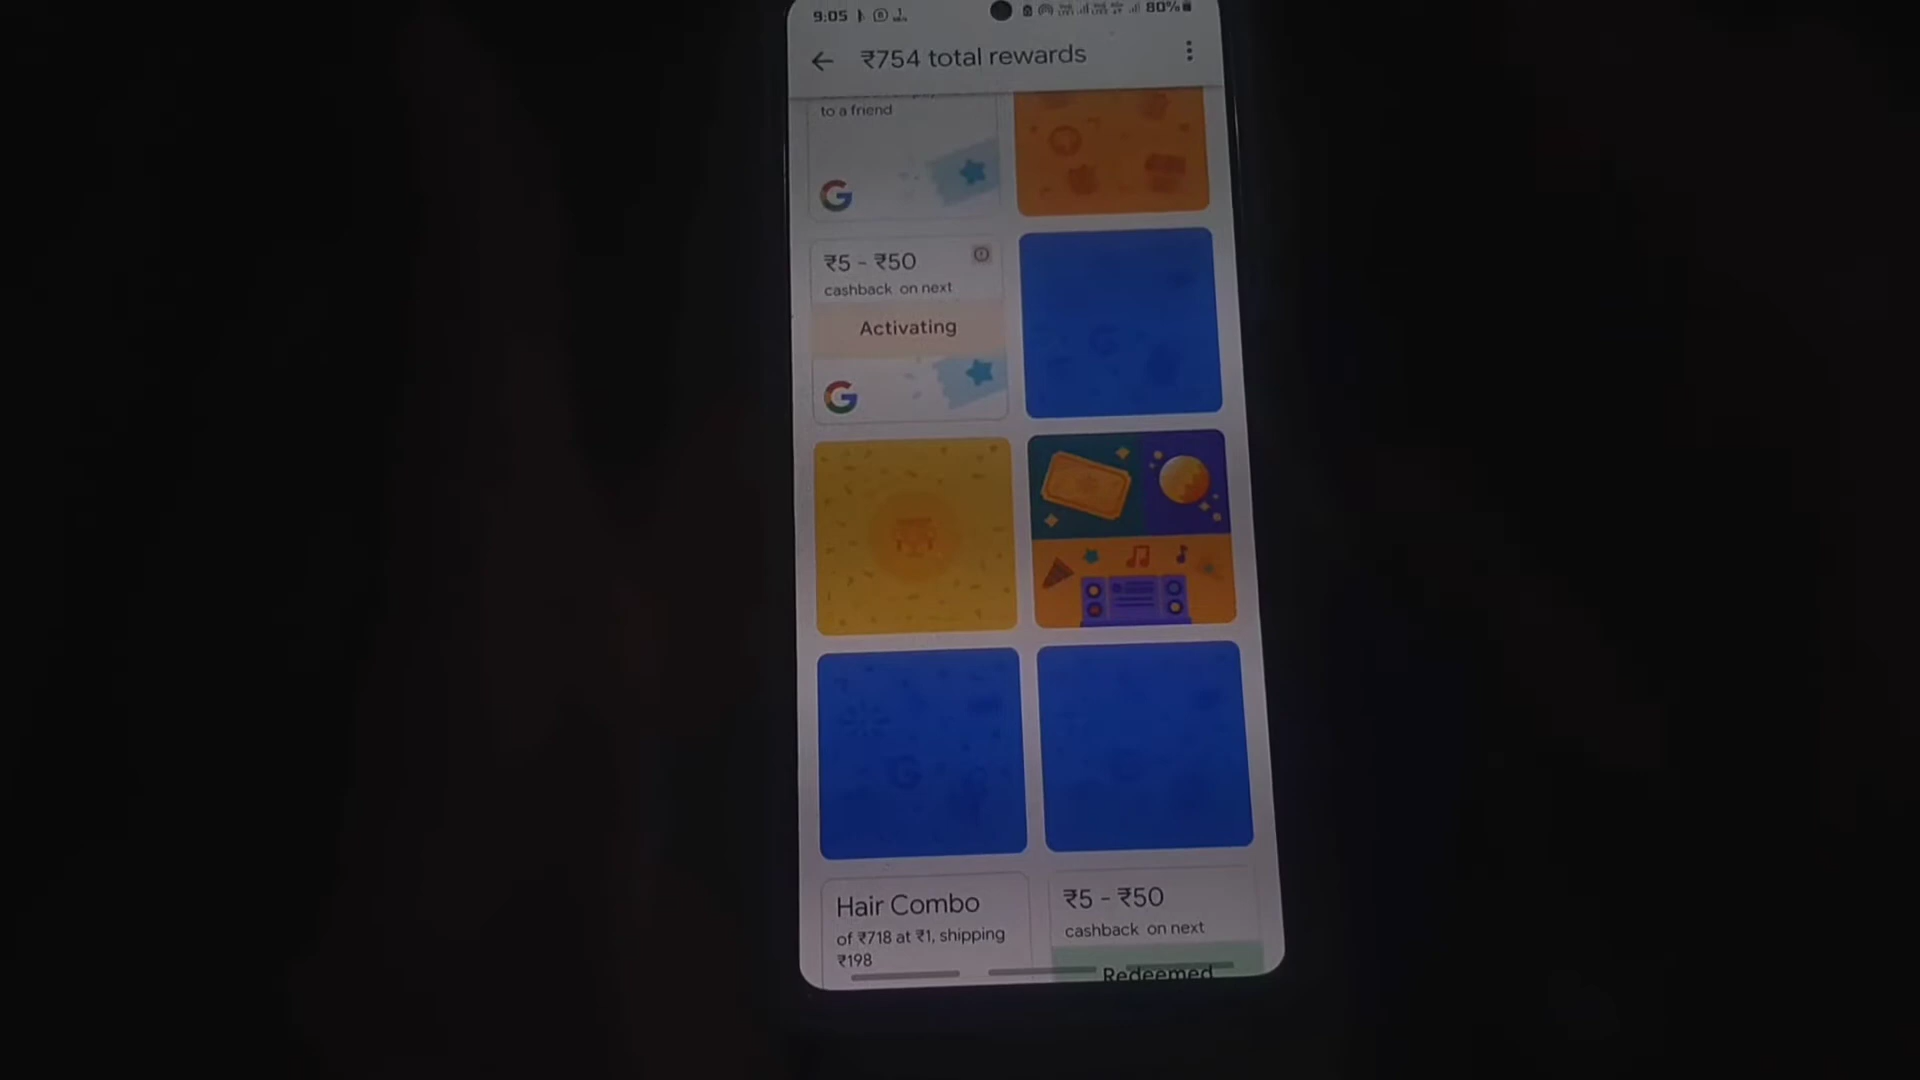 9:05
80%
₹754 total rewards
to a friend
₹5 - ₹50
cashback on next
Activating
Hair Combo
of ₹718 at ₹1, shipping
₹198
₹5 - ₹50
cashback on next
Redeemed